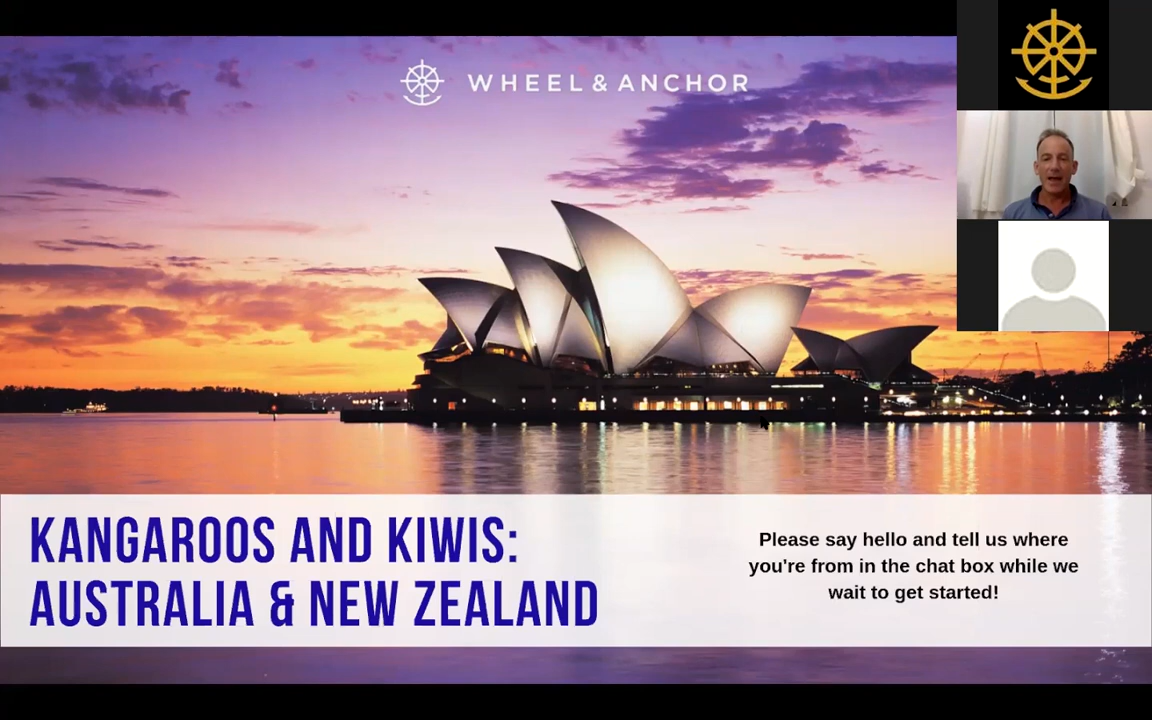 WHEEL & ANCHOR
KANGAROOS AND KIWIS:
AUSTRALIA & NEW ZEALAND
Please say hello and tell us where
you're from in the chat box while we
wait to get started!